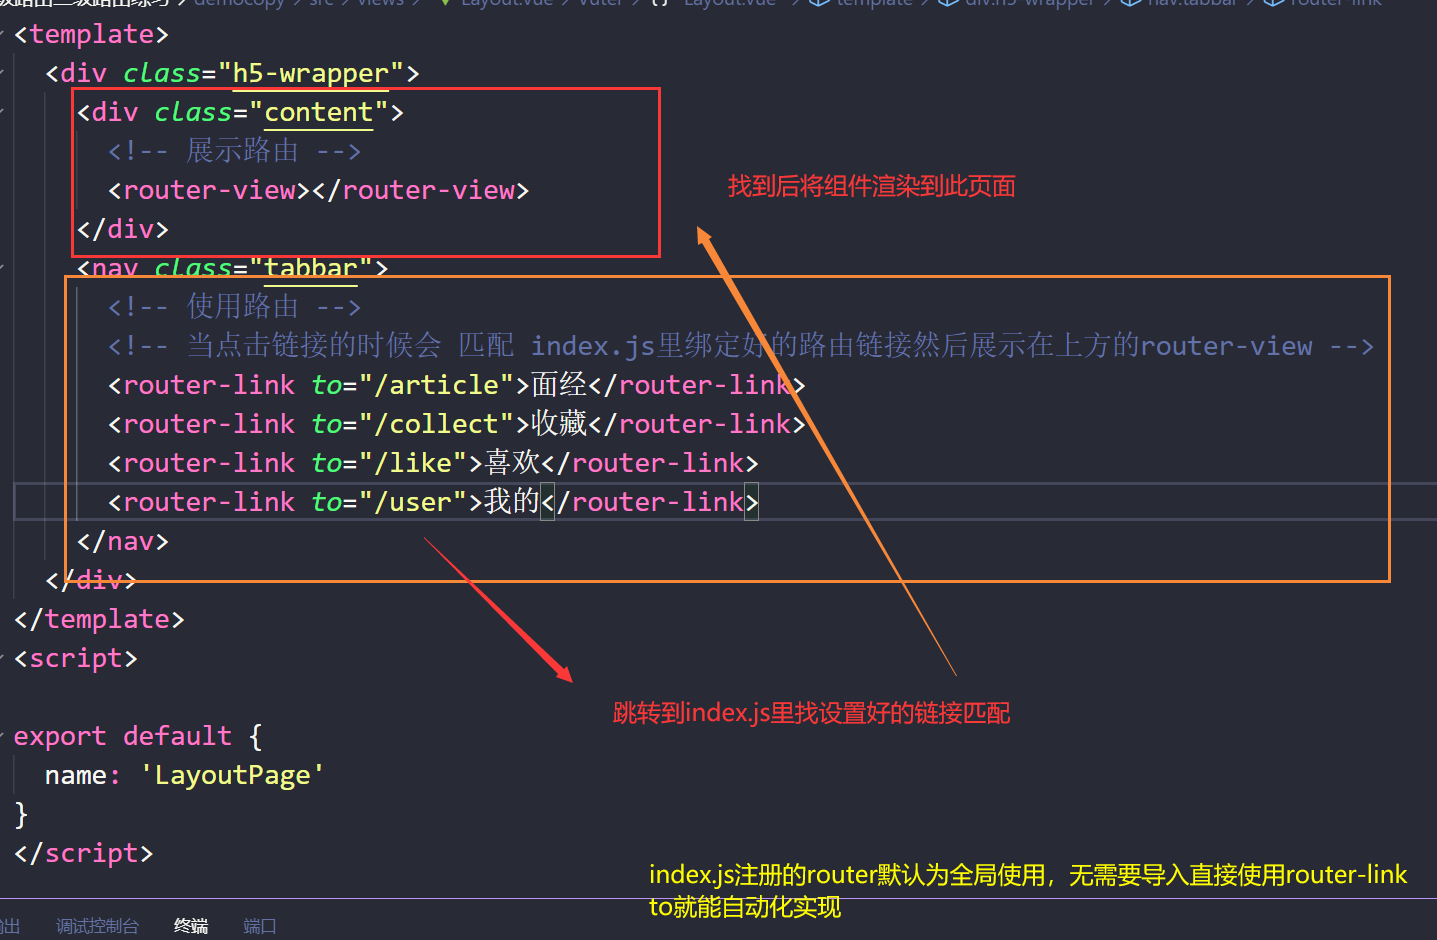 democopy > src > views > Layout.vue > Vuter > {} "Layout.vue" > template > div.h5-wrapper > nav.tabbar > router-link
<template>
<div class="h5-wrapper">
<div class="content">
<!-- 展示路由 -->
<router-view></router-view>
</div>
找到后将组件渲染到此页面
<nav class="tabbar">
<!-- 使用路由 -->
<!-- 当点击链接的时候会 匹配 index.js里绑定好的路由链接然后展示在上方的router-view -->
<router-link to="/article">面经</router-link>
<router-link to="/collect">收藏</router-link>
<router-link to="/like">喜欢</router-link>
<router-link to="/user">我的</router-link>
</nav>
</div>
</template>
<script>
跳转到index.js里找设置好的链接匹配
export default {
name: 'LayoutPage'
}
</script>
index.js注册的router默认为全局使用，无需要导入直接使用router-link
to就能自动化实现
调试控制台 终端 端口